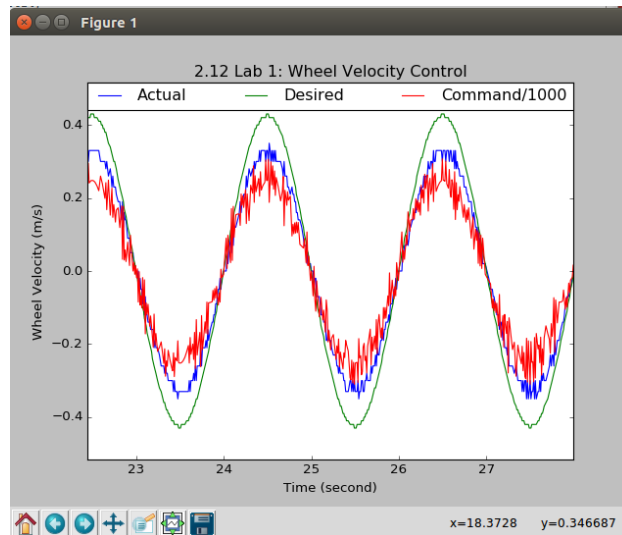 Figure 1
2.12 Lab 1: Wheel Velocity Control
Actual Desired Command/1000
0.4
0.2
0.0
−0.2
−0.4
Wheel Velocity (m/s)
23 24 25 26 27
Time (second)
x=18.3728 y=0.346687